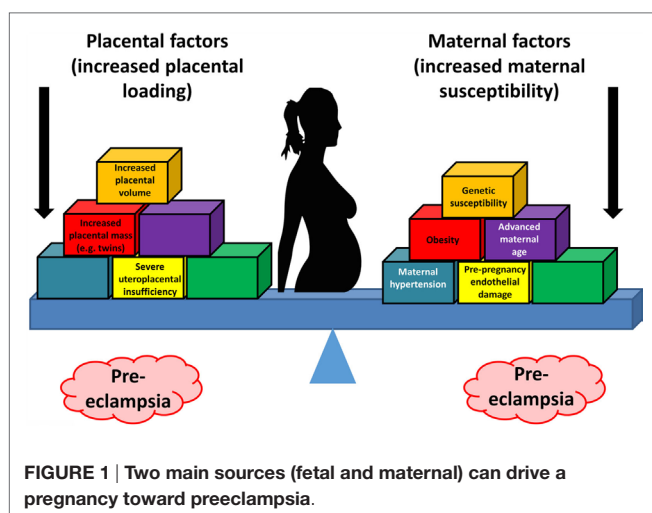 Placental factors
(increased placental
loading)
Maternal factors
(increased maternal
susceptibility)
Increased
placental
volume
Increased
placental mass
(e.g. twins)
Severe
uteroplacental
insufficiency
Genetic
susceptibility
Obesity
Advanced
maternal
age
Maternal
hypertension
Pre-pregnancy
endothelial
damage
Pre-
eclampsia
Pre-
eclampsia
FIGURE 1 | Two main sources (fetal and maternal) can drive a
pregnancy toward preeclampsia.